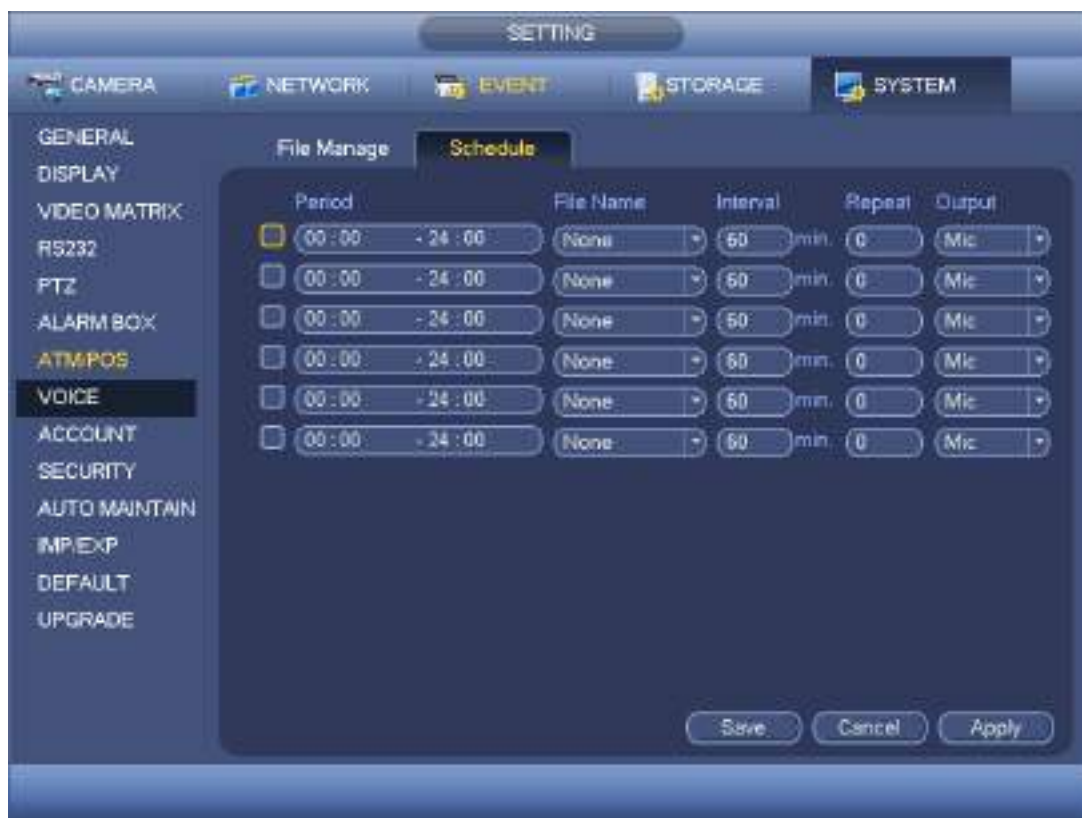 SETTING
CAMERA NETWORK EVENT STORAGE SYSTEM
GENERAL
DISPLAY
VIDEO MATRIX
RS232
PTZ
ALARM BOX
ATM/POS
VOICE
ACCOUNT
SECURITY
AUTO MAINTAIN
IMP/EXP
DEFAULT
UPGRADE
File Manage Schedule
Period File Name Interval Repeat Output
00 : 00 - 24 : 00 None 60 min. 0 Mic
00 : 00 - 24 : 00 None 60 min. 0 Mic
00 : 00 - 24 : 00 None 60 min. 0 Mic
00 : 00 - 24 : 00 None 60 min. 0 Mic
00 : 00 - 24 : 00 None 60 min. 0 Mic
00 : 00 - 24 : 00 None 60 min. 0 Mic
Save Cancel Apply